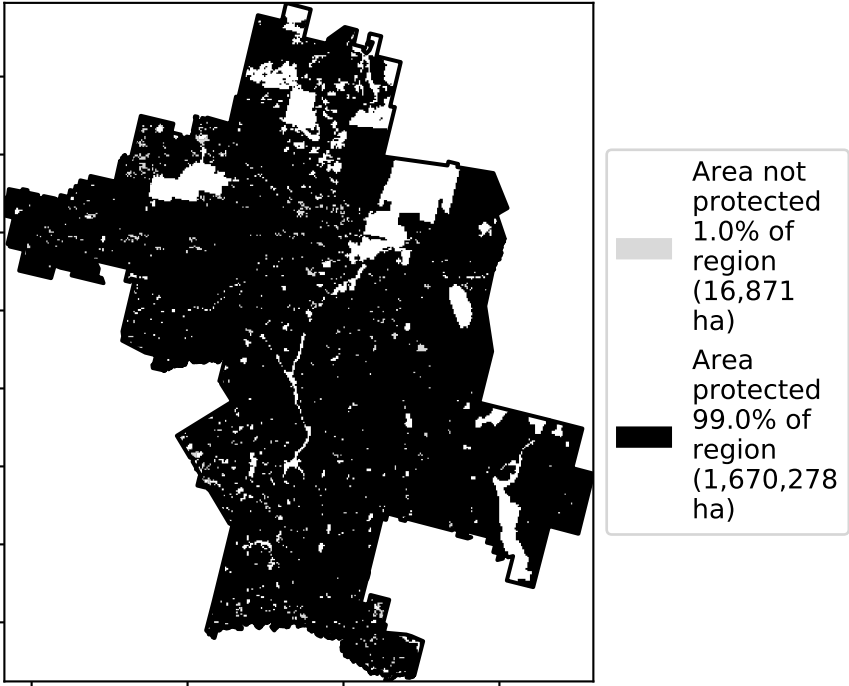 Area not
protected
1.0% of
region
(16,871
ha)
Area
protected
99.0% of
region
(1,670,278
ha)